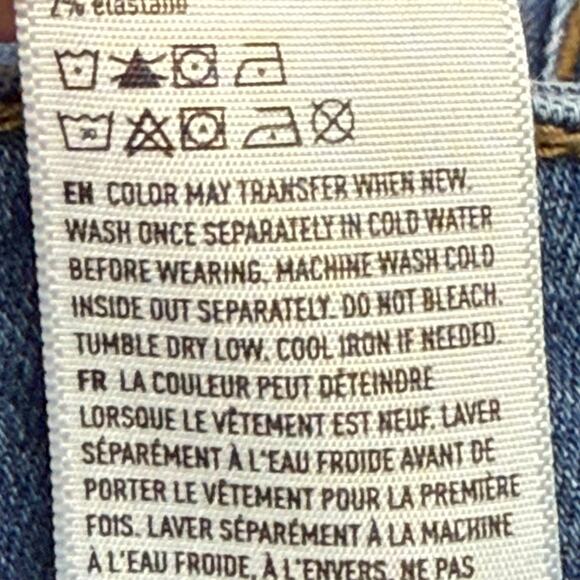 2% elastano
30
EN COLOR MAY TRANSFER WHEN NEW.
WASH ONCE SEPARATELY IN COLD WATER
BEFORE WEARING. MACHINE WASH COLD
INSIDE OUT SEPARATELY. DO NOT BLEACH.
TUMBLE DRY LOW. COOL IRON IF NEEDED.
FR LA COULEUR PEUT DÉTEINDRE
LORSQUE LE VÊTEMENT EST NEUF. LAVER
SÉPARÉMENT À L'EAU FROIDE AVANT DE
PORTER LE VÊTEMENT POUR LA PREMIÈRE
FOIS. LAVER SÉPARÉMENT À LA MACHINE
À L'EAU FROIDE, À L'ENVERS. NE PAS